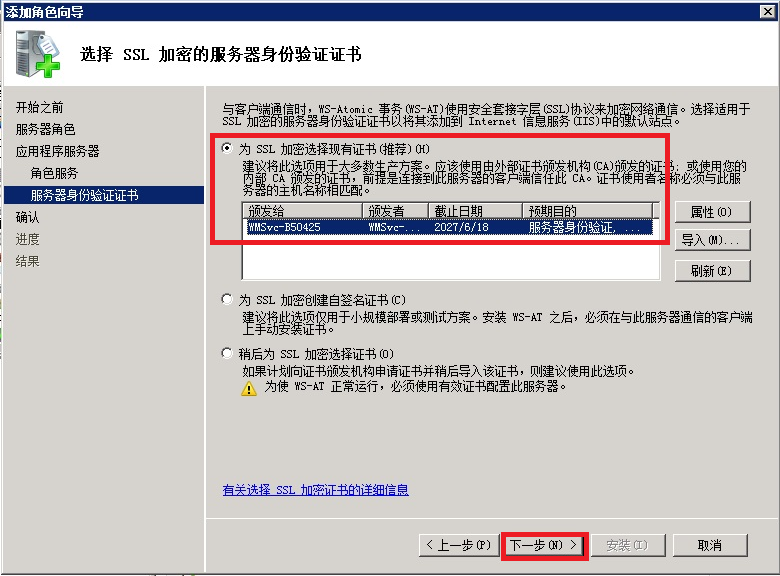 添加角色向导
选择 SSL 加密的服务器身份验证证书
开始之前
服务器角色
应用程序服务器
角色服务
服务器身份验证证书
确认
进度
结果
与客户端通信时，WS-Atomic 事务(WS-AT)使用安全套接字层(SSL)协议来加密网络通信。选择适用于
SSL 加密的服务器身份验证证书以将其添加到 Internet 信息服务(IIS)中的默认站点。
为 SSL 加密选择现有证书(推荐)(H)
建议将此选项用于大多数生产方案。应该使用由外部证书颁发机构(CA)颁发的证书；或使用您的
内部 CA 颁发的证书，前提是连接到此服务器的客户端信任此 CA。证书使用者名称必须与此服
务器的主机名称相匹配。
颁发给 颁发者 截止日期 预期目的
WMSvc-B50425 WMSvc-... 2027/6/18 服务器身份验证, ...
属性(O)
导入(M)...
刷新(E)
为 SSL 加密创建自签名证书(C)
建议将此选项仅用于小规模部署或测试方案。安装 WS-AT 之后，必须在与此服务器通信的客户端
上手动安装证书。
稍后为 SSL 加密选择证书(O)
如果计划向证书颁发机构申请证书并稍后导入该证书，则建议使用此选项。
为使 WS-AT 正常运行，必须使用有效证书配置此服务器。
有关选择 SSL 加密证书的详细信息
< 上一步(P) 下一步(N) > 安装(I) 取消